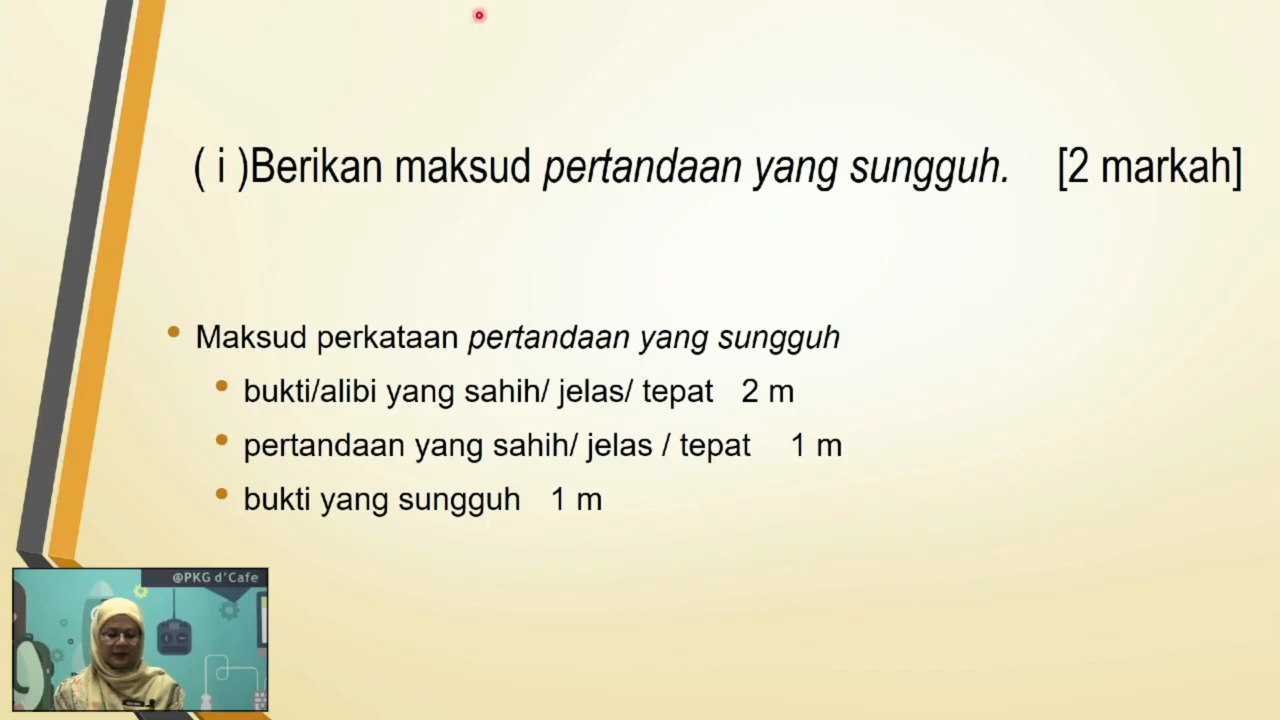 ( i )Berikan maksud pertandaan yang sungguh. [2 markah]
Maksud perkataan pertandaan yang sungguh
bukti/alibi yang sahih/ jelas/ tepat 2 m
pertandaan yang sahih/ jelas / tepat 1 m
bukti yang sungguh 1 m
@PKG d'Cafe